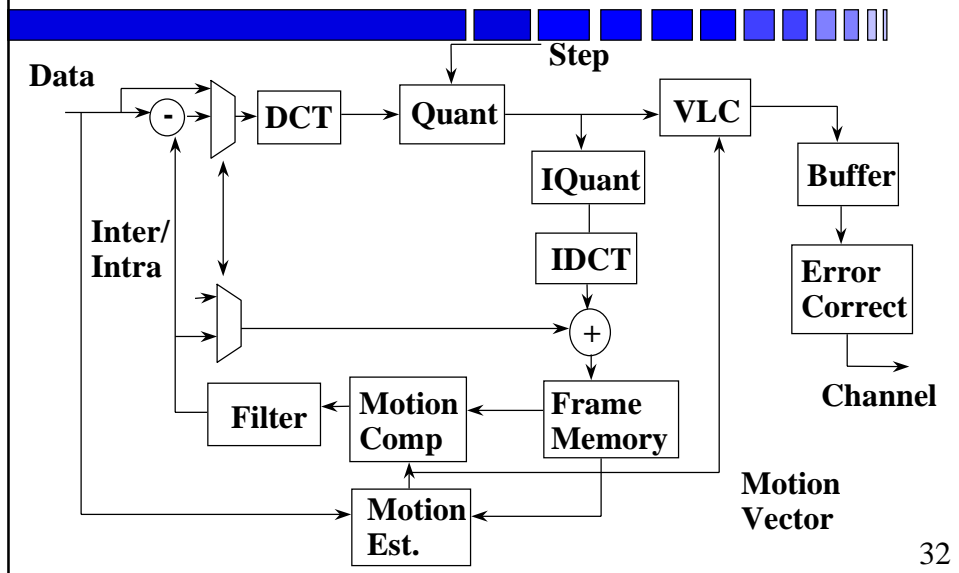 Step
Data
-
DCT
Quant
VLC
IQuant
Buffer
Inter/
Intra
IDCT
Error
Correct
+
Channel
Filter
Motion
Comp
Frame
Memory
Motion
Vector
Motion
Est.
32